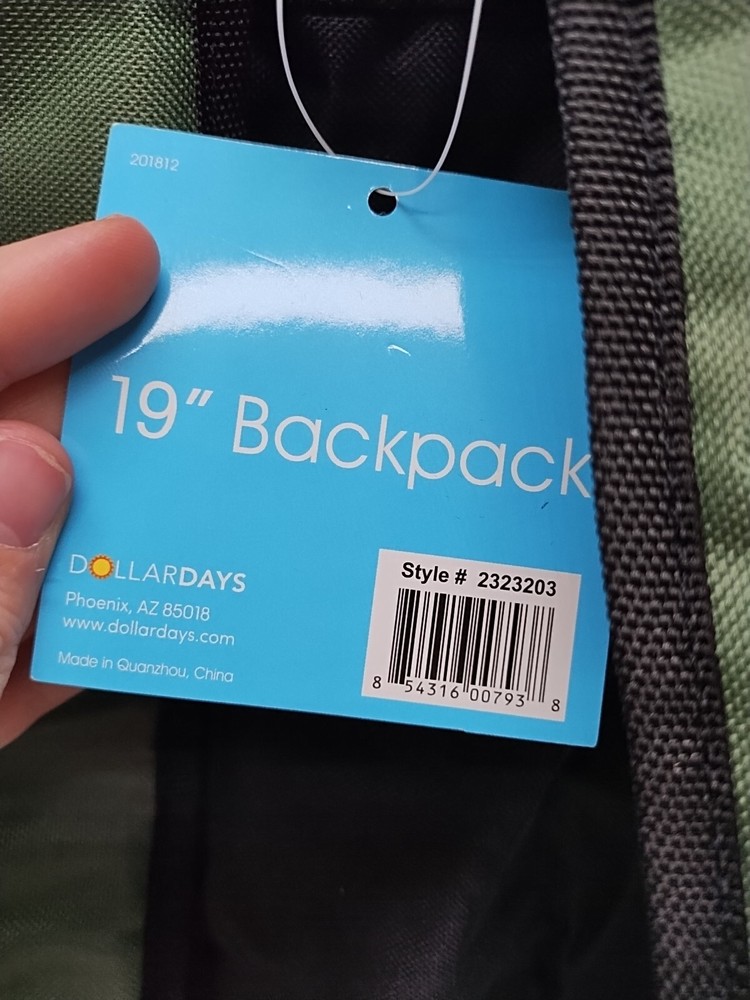 201812
19" Backpack
DOLLARDAYS
Phoenix, AZ 85018
www.dollardays.com
Made in Quanzhou, China
Style # 2323203
8 54316 00793 8